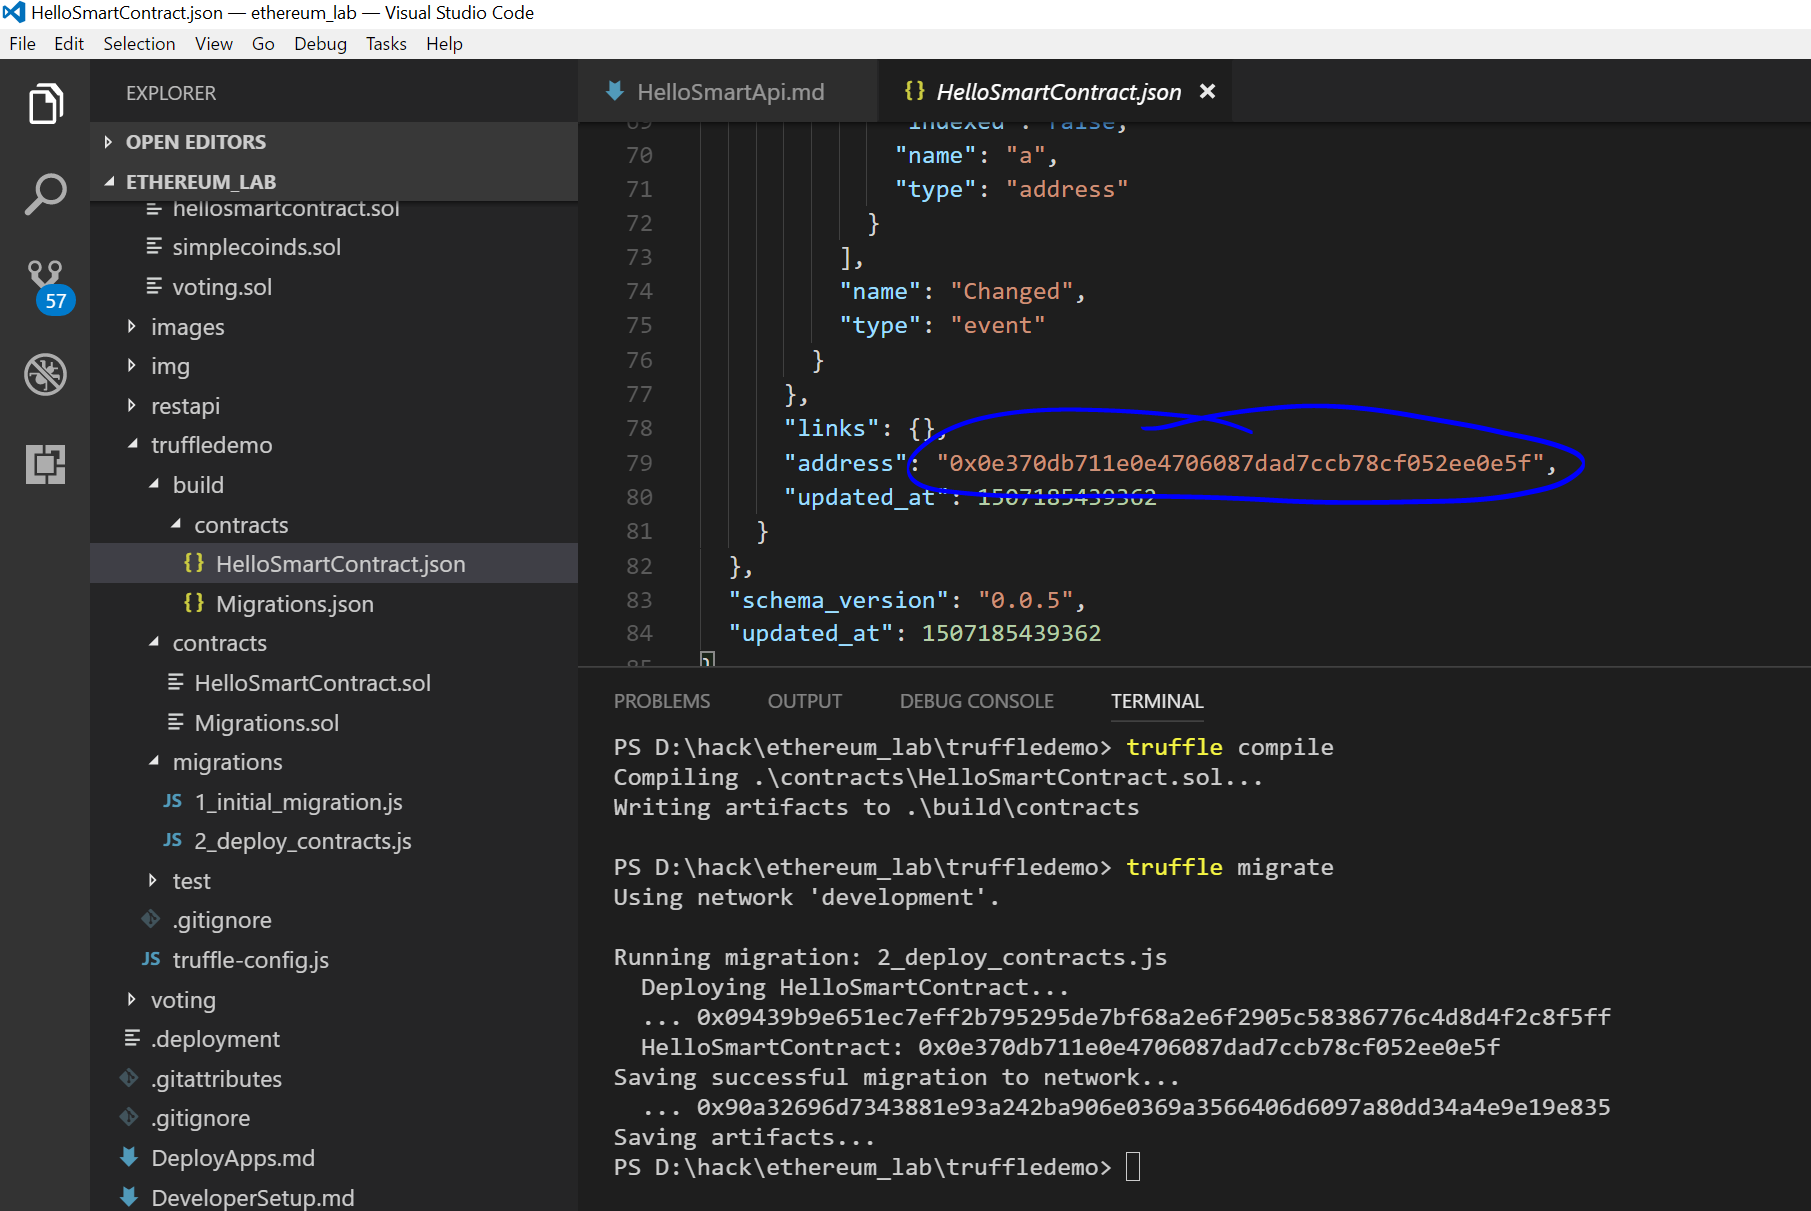 HelloSmartContract.json — ethereum_lab — Visual Studio Code
File Edit Selection View Go Debug Tasks Help
EXPLORER
OPEN EDITORS
ETHEREUM_LAB
hellosmartcontract.sol
simplecoinds.sol
voting.sol
57
images
img
restapi
truffledemo
build
contracts
{} HelloSmartContract.json
{} Migrations.json
contracts
HelloSmartContract.sol
Migrations.sol
migrations
JS 1_initial_migration.js
JS 2_deploy_contracts.js
test
.gitignore
JS truffle-config.js
voting
.deployment
.gitattributes
.gitignore
DeployApps.md
DeveloperSetup.md
HelloSmartApi.md
{} HelloSmartContract.json ×
69 "indexed": false,
70 "name": "a",
71 "type": "address"
72 }
73 ],
74 "name": "Changed",
75 "type": "event"
76 }
77 },
78 "links": {},
79 "address": "0x0e370db711e0e4706087dad7ccb78cf052ee0e5f",
80 "updated_at": 1507185439362
81 }
82 },
83 "schema_version": "0.0.5",
84 "updated_at": 1507185439362
85 }
PROBLEMS OUTPUT DEBUG CONSOLE TERMINAL
PS D:\hack\ethereum_lab\truffledemo> truffle compile
Compiling .\contracts\HelloSmartContract.sol...
Writing artifacts to .\build\contracts
PS D:\hack\ethereum_lab\truffledemo> truffle migrate
Using network 'development'.
Running migration: 2_deploy_contracts.js
Deploying HelloSmartContract...
... 0x09439b9e651ec7eff2b795295de7bf68a2e6f2905c58386776c4d8d4f2c8f5ff
HelloSmartContract: 0x0e370db711e0e4706087dad7ccb78cf052ee0e5f
Saving successful migration to network...
... 0x90a32696d7343881e93a242ba906e0369a3566406d6097a80dd34a4e9e19e835
Saving artifacts...
PS D:\hack\ethereum_lab\truffledemo>